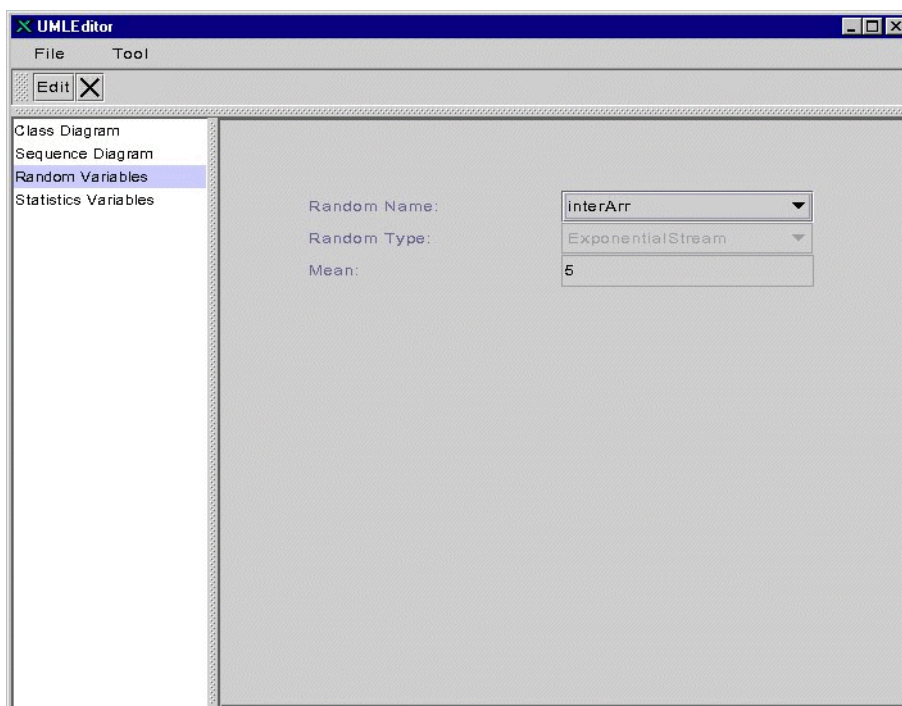 UMLEditor
File Tool
Edit
Class Diagram
Sequence Diagram
Random Variables
Statistics Variables
Random Name: interArr
Random Type: ExponentialStream
Mean: 5